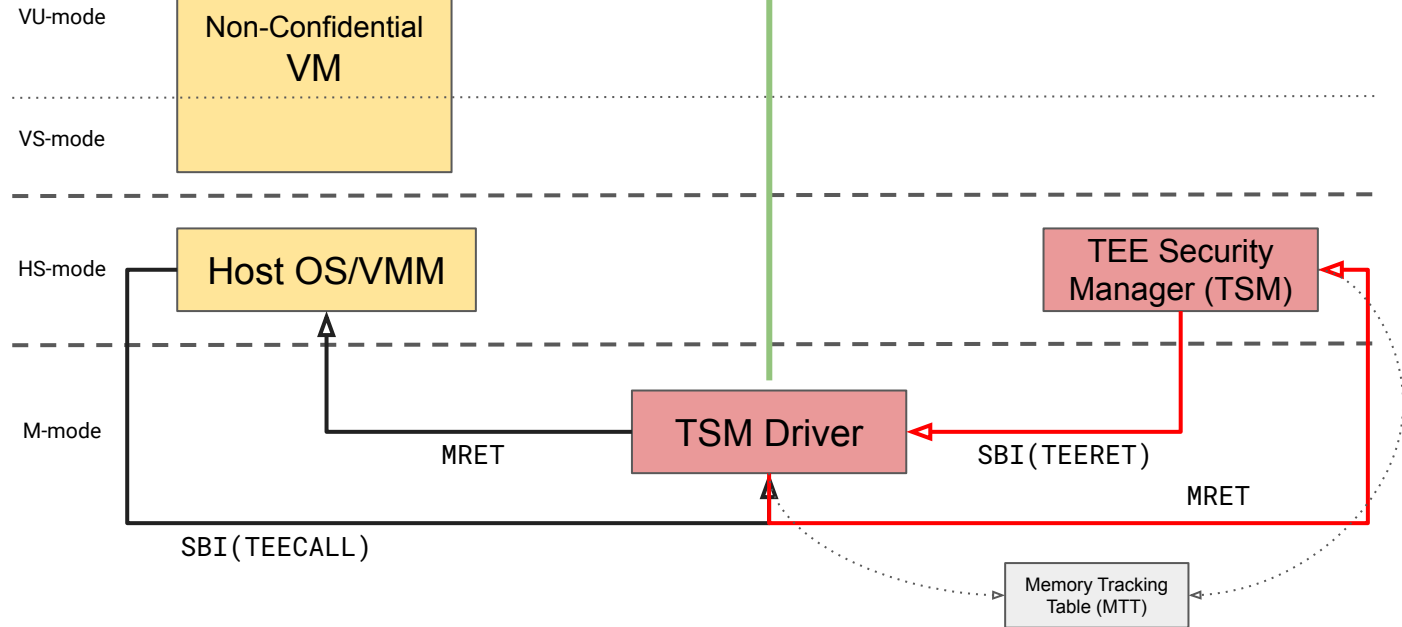 VU-mode
Non-Confidential
VM
VS-mode
HS-mode
Host OS/VMM
TEE Security
Manager (TSM)
M-mode
TSM Driver
MRET
SBI(TEERET)
MRET
SBI(TEECALL)
Memory Tracking
Table (MTT)